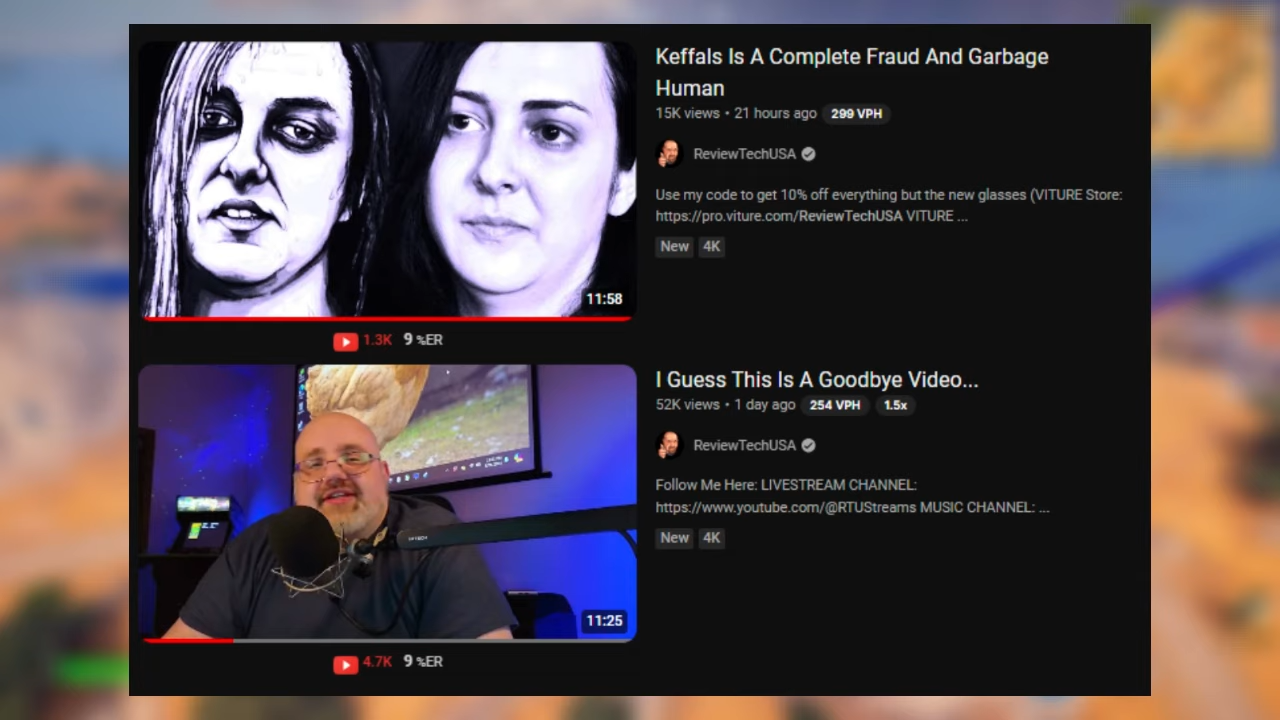 Keffals Is A Complete Fraud And Garbage
Human
15K views • 21 hours ago 299 VPH
ReviewTechUSA
Use my code to get 10% off everything but the new glasses (VITURE Store:
https://pro.viture.com/ReviewTechUSA VITURE ...
New 4K
11:58
1.3K 9 %ER
I Guess This Is A Goodbye Video...
52K views • 1 day ago 254 VPH 1.5x
ReviewTechUSA
Follow Me Here: LIVESTREAM CHANNEL:
https://www.youtube.com/@RTUStreams MUSIC CHANNEL: ...
New 4K
11:25
4.7K 9 %ER